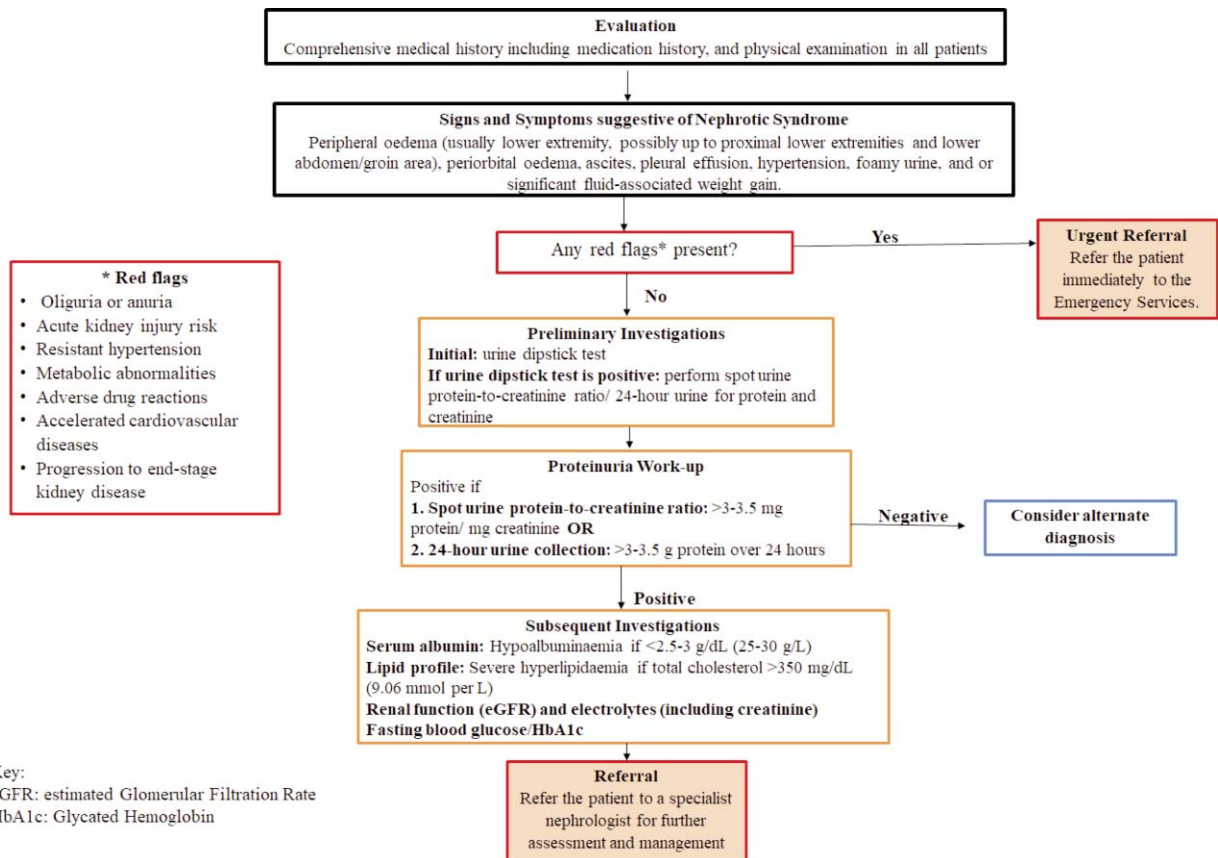 Evaluation
Comprehensive medical history including medication history, and physical examination in all patients
Signs and Symptoms suggestive of Nephrotic Syndrome
Peripheral oedema (usually lower extremity, possibly up to proximal lower extremities and lower
abdomen/groin area), periorbital oedema, ascites, pleural effusion, hypertension, foamy urine, and or
significant fluid-associated weight gain.
Any red flags* present?
Yes
Urgent Referral
Refer the patient
immediately to the
Emergency Services.
* Red flags
• Oliguria or anuria
• Acute kidney injury risk
• Resistant hypertension
• Metabolic abnormalities
• Adverse drug reactions
• Accelerated cardiovascular
diseases
• Progression to end-stage
kidney disease
No
Preliminary Investigations
Initial: urine dipstick test
If urine dipstick test is positive: perform spot urine
protein-to-creatinine ratio/ 24-hour urine for protein and
creatinine
Proteinuria Work-up
Positive if
1. Spot urine protein-to-creatinine ratio: >3-3.5 mg
protein/ mg creatinine OR
2. 24-hour urine collection: >3-3.5 g protein over 24 hours
Negative
Consider alternate
diagnosis
Positive
Subsequent Investigations
Serum albumin: Hypoalbuminaemia if <2.5-3 g/dL (25-30 g/L)
Lipid profile: Severe hyperlipidaemia if total cholesterol >350 mg/dL
(9.06 mmol per L)
Renal function (eGFR) and electrolytes (including creatinine)
Fasting blood glucose/HbA1c
Referral
Refer the patient to a specialist
nephrologist for further
assessment and management
Key:
GFR: estimated Glomerular Filtration Rate
HbA1c: Glycated Hemoglobin